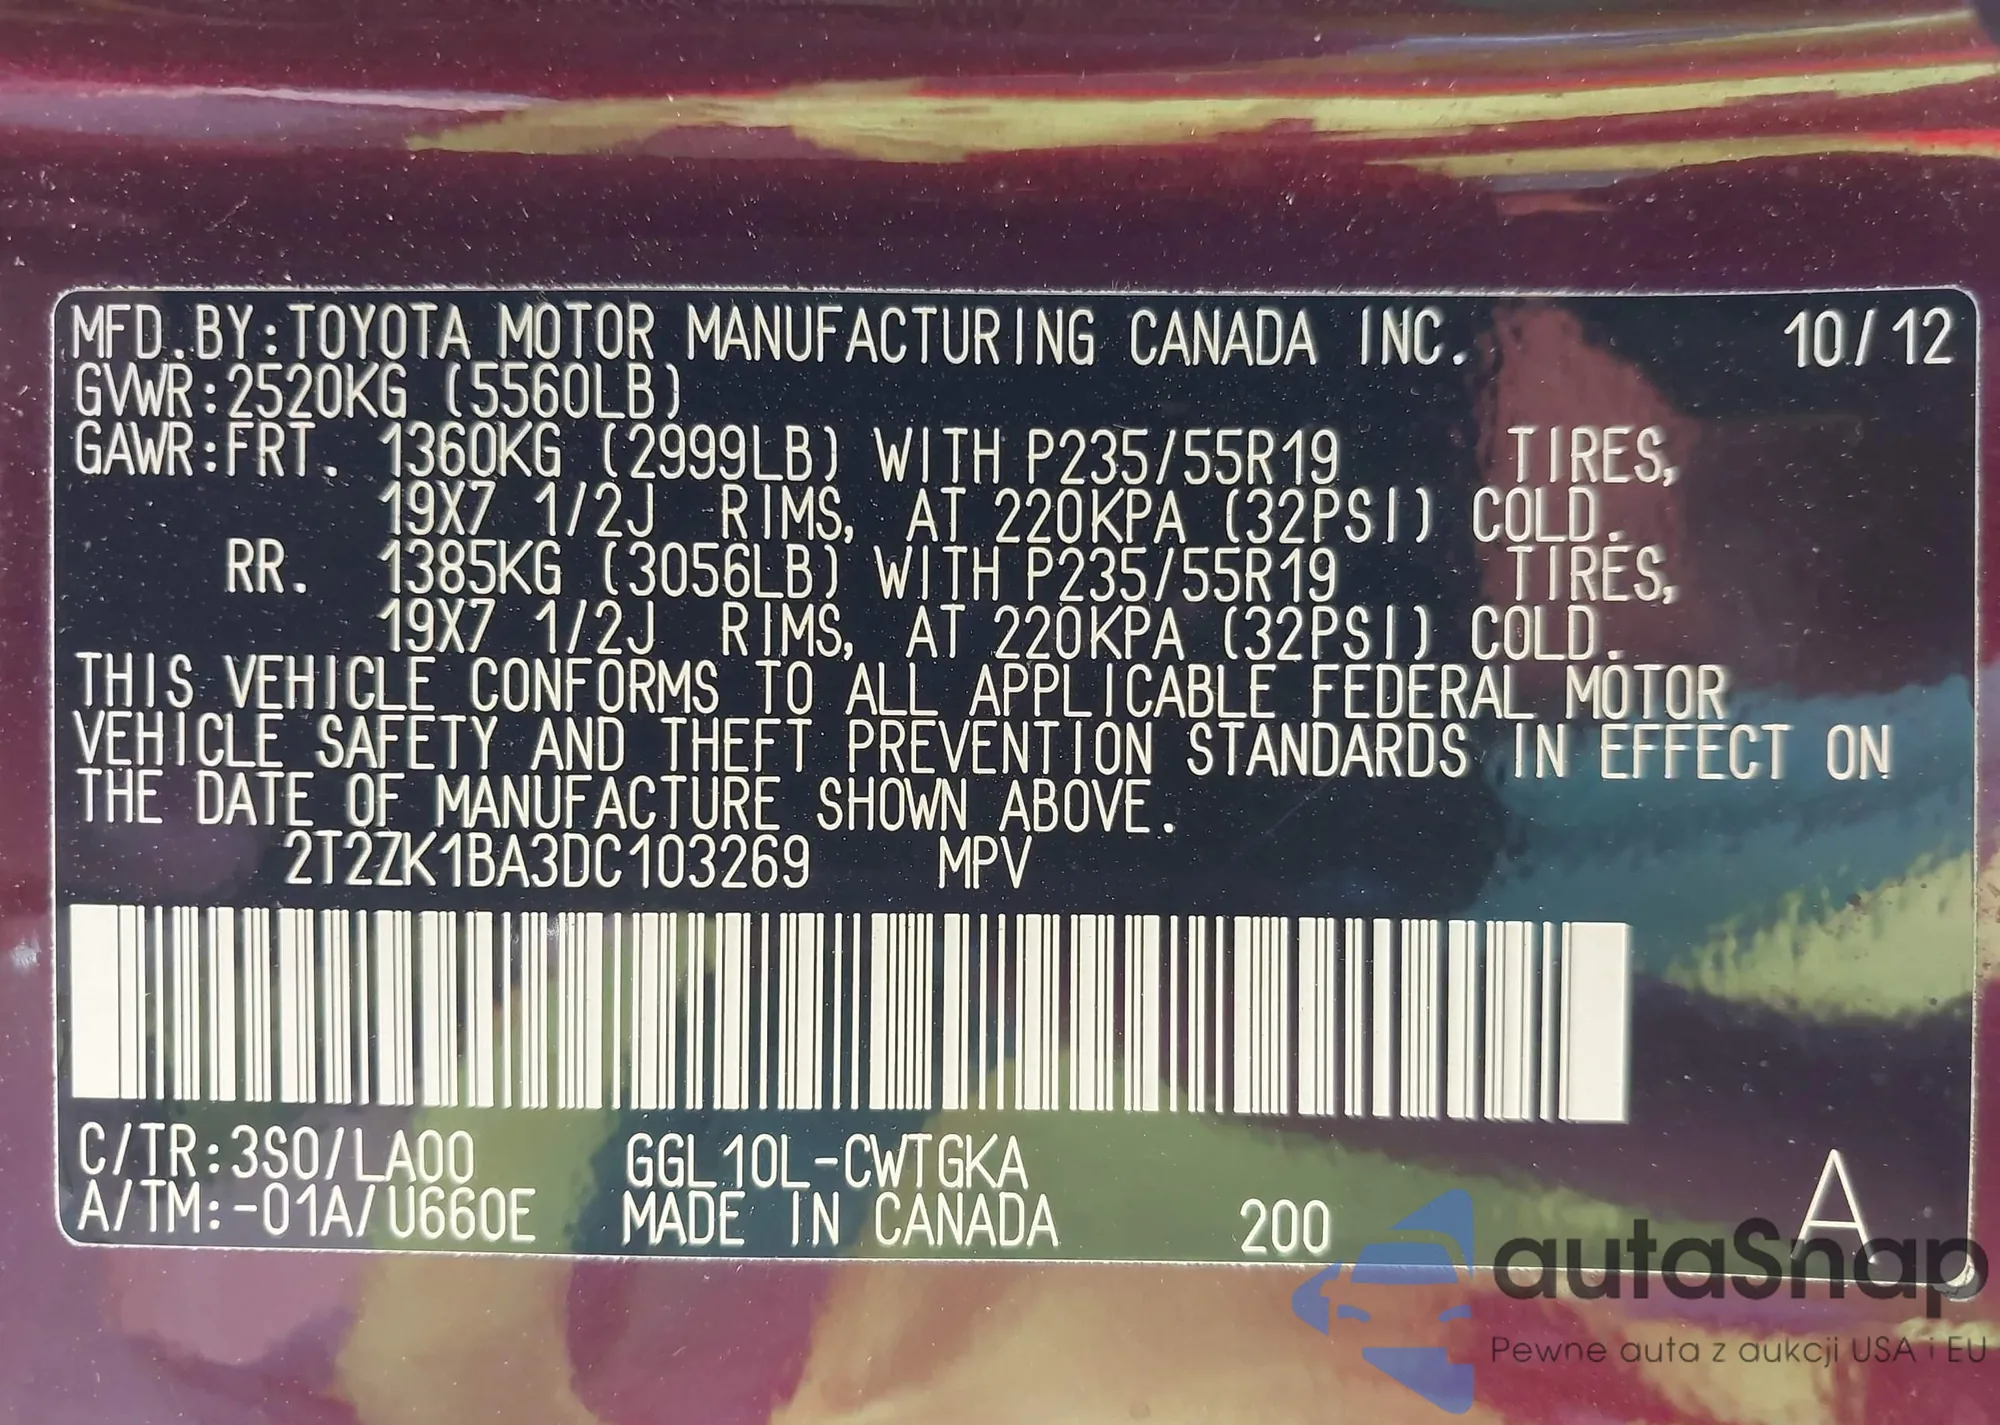 MFD. BY:TOYOTA MOTOR MANUFACTURING CANADA INC. 10/12
GVWR:2520KG (5560LB)
GAWR:FRT. 1360KG (2999LB) WITH P235/55R19 TIRES,
19X7 1/2J RIMS, AT 220KPA (32PSI) COLD.
RR. 1385KG (3056LB) WITH P235/55R19 TIRES,
19X7 1/2J RIMS, AT 220KPA (32PSI) COLD.
THIS VEHICLE CONFORMS TO ALL APPLICABLE FEDERAL MOTOR
VEHICLE SAFETY AND THEFT PREVENTION STANDARDS IN EFFECT ON
THE DATE OF MANUFACTURE SHOWN ABOVE.
2T2ZK1BA3DC103269 MPV
C/TR:3S0/LA00 GGL10L-CWTGKA
A/TM:-01A/U660E MADE IN CANADA 200 A
autaSnap
Pewne auta z aukcji USA i EU